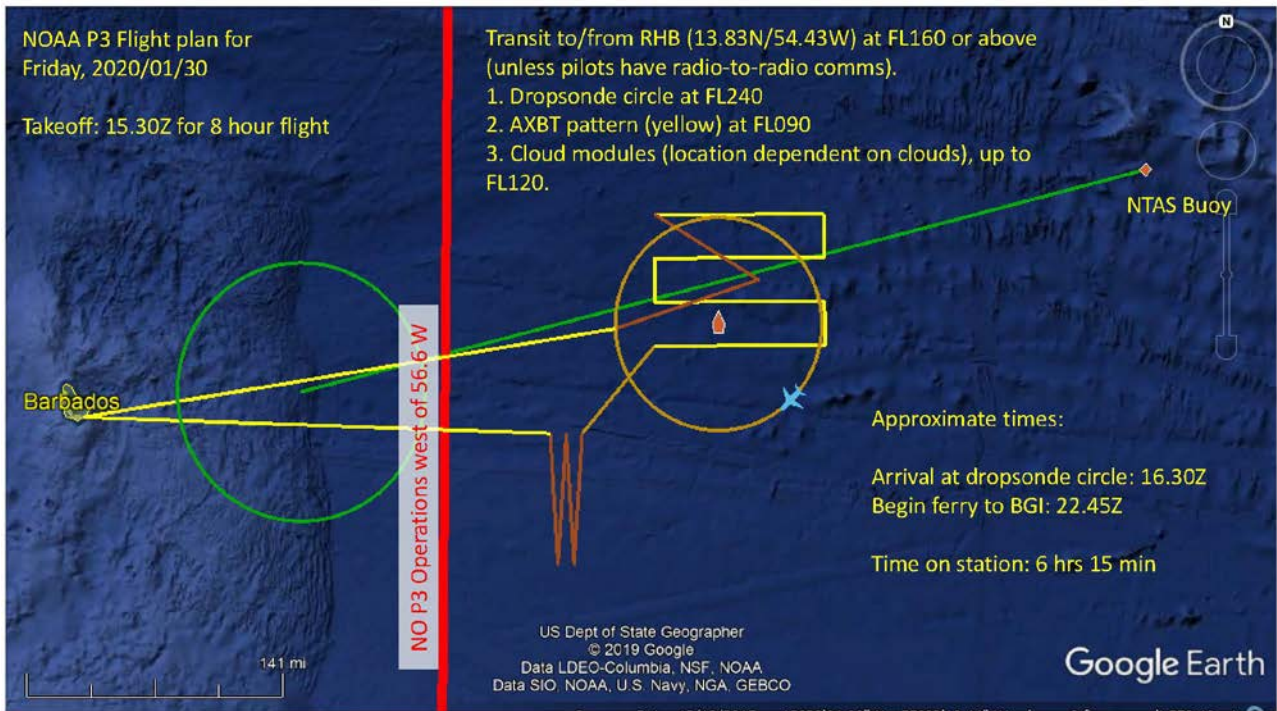 NOAA P3 Flight plan for
Friday, 2020/01/30
Takeoff: 15.30Z for 8 hour flight
Transit to/from RHB (13.83N/54.43W) at FL160 or above
(unless pilots have radio-to-radio comms).
1. Dropsonde circle at FL240
2. AXBT pattern (yellow) at FL090
3. Cloud modules (location dependent on clouds), up to
FL120.
N
NTAS Buoy
Barbados
NO P3 Operations west of 56.6 W
Approximate times:
Arrival at dropsonde circle: 16.30Z
Begin ferry to BGI: 22.45Z
Time on station: 6 hrs 15 min
141 mi
US Dept of State Geographer
© 2019 Google
Data LDEO-Columbia, NSF, NOAA
Data SIO, NOAA, U.S. Navy, NGA, GEBCO
Google Earth